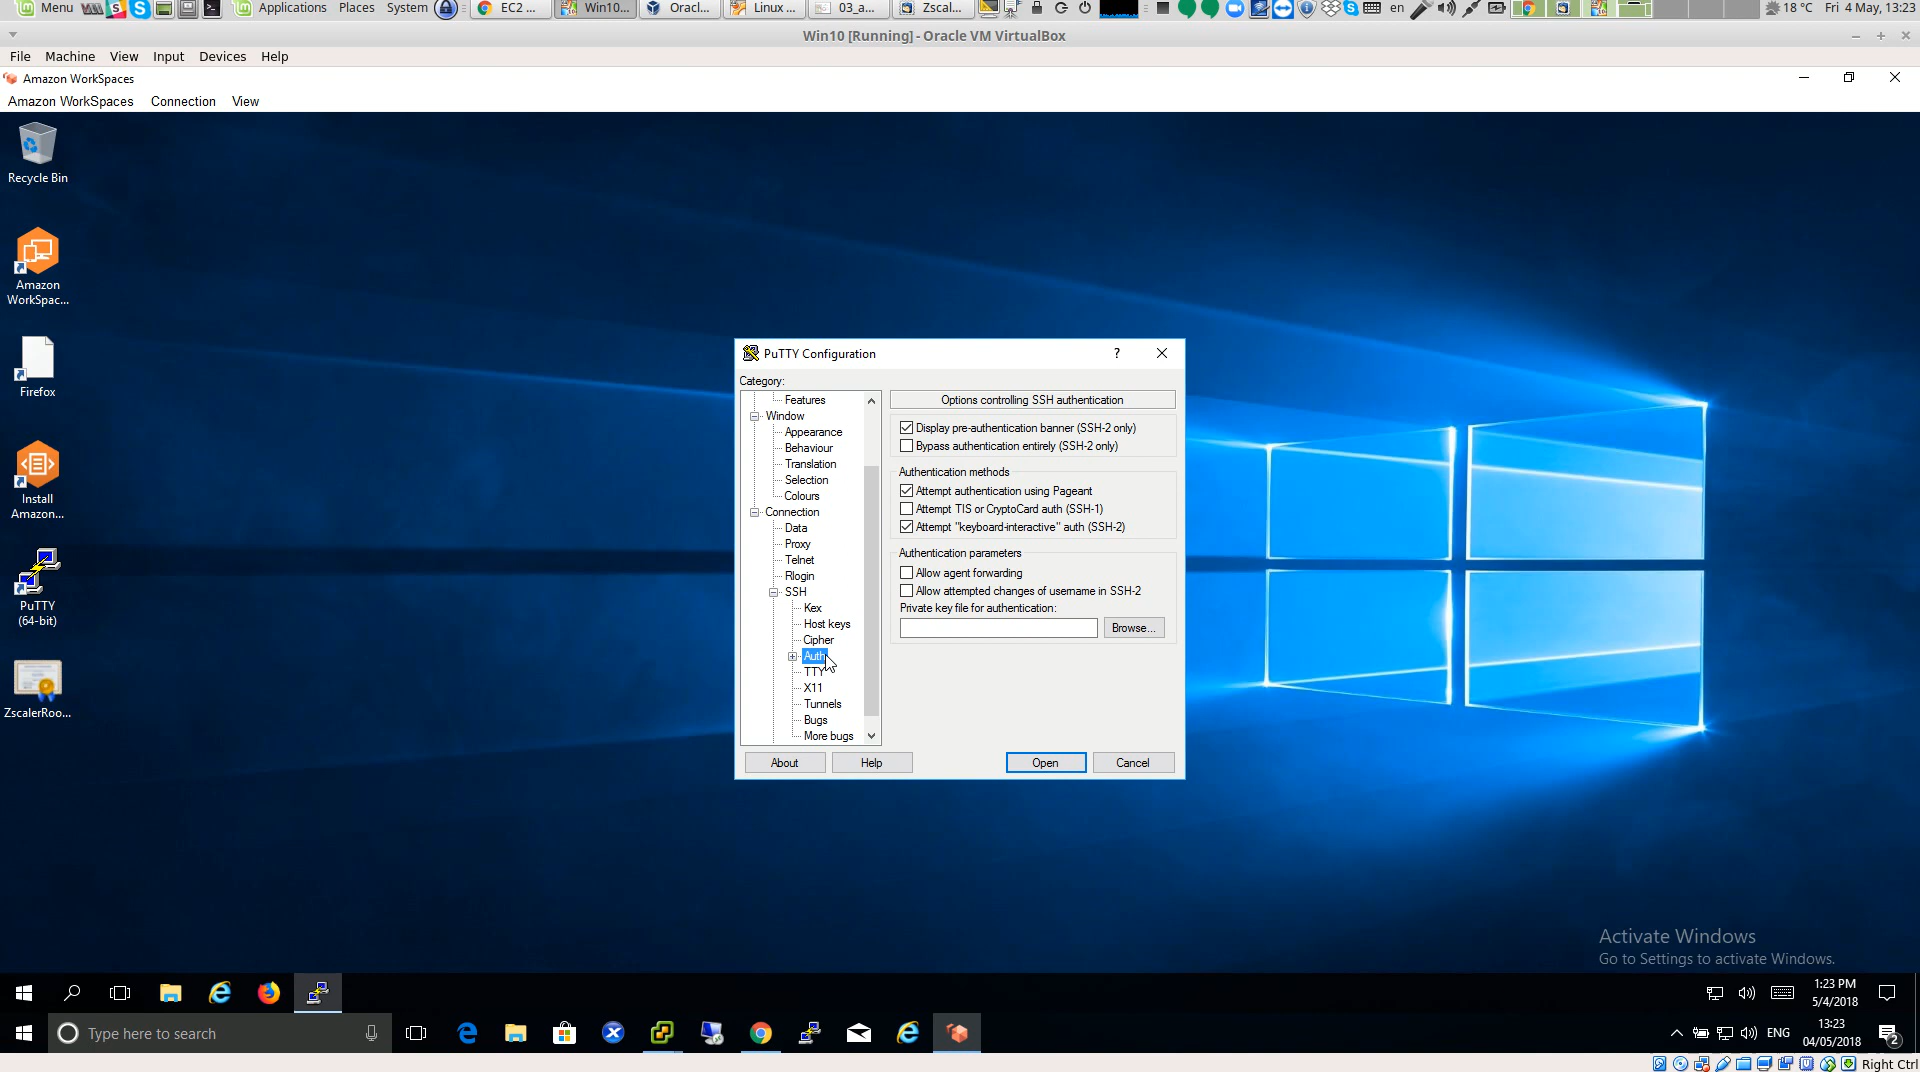 Menu Applications Places System EC2 ... Win10... Oracl... Linux ... 03_a... Zscal... en 18 °C Fri 4 May, 13:23
Win10 [Running] - Oracle VM VirtualBox
File Machine View Input Devices Help
Amazon WorkSpaces
Amazon WorkSpaces Connection View
Recycle Bin
Amazon
WorkSpac...
Firefox
Install
Amazon...
PuTTY
(64-bit)
ZscalerRoo...
PuTTY Configuration ?
Category:
Features
Window
Appearance
Behaviour
Translation
Selection
Colours
Connection
Data
Proxy
Telnet
Rlogin
SSH
Kex
Host keys
Cipher
Auth
TTY
X11
Tunnels
Bugs
More bugs
Options controlling SSH authentication
Display pre-authentication banner (SSH-2 only)
Bypass authentication entirely (SSH-2 only)
Authentication methods
Attempt authentication using Pageant
Attempt TIS or CryptoCard auth (SSH-1)
Attempt "keyboard-interactive" auth (SSH-2)
Authentication parameters
Allow agent forwarding
Allow attempted changes of username in SSH-2
Private key file for authentication:
Browse...
About Help Open Cancel
Activate Windows
Go to Settings to activate Windows.
1:23 PM
5/4/2018
Type here to search
ENG
13:23
04/05/2018
2
Right Ctrl